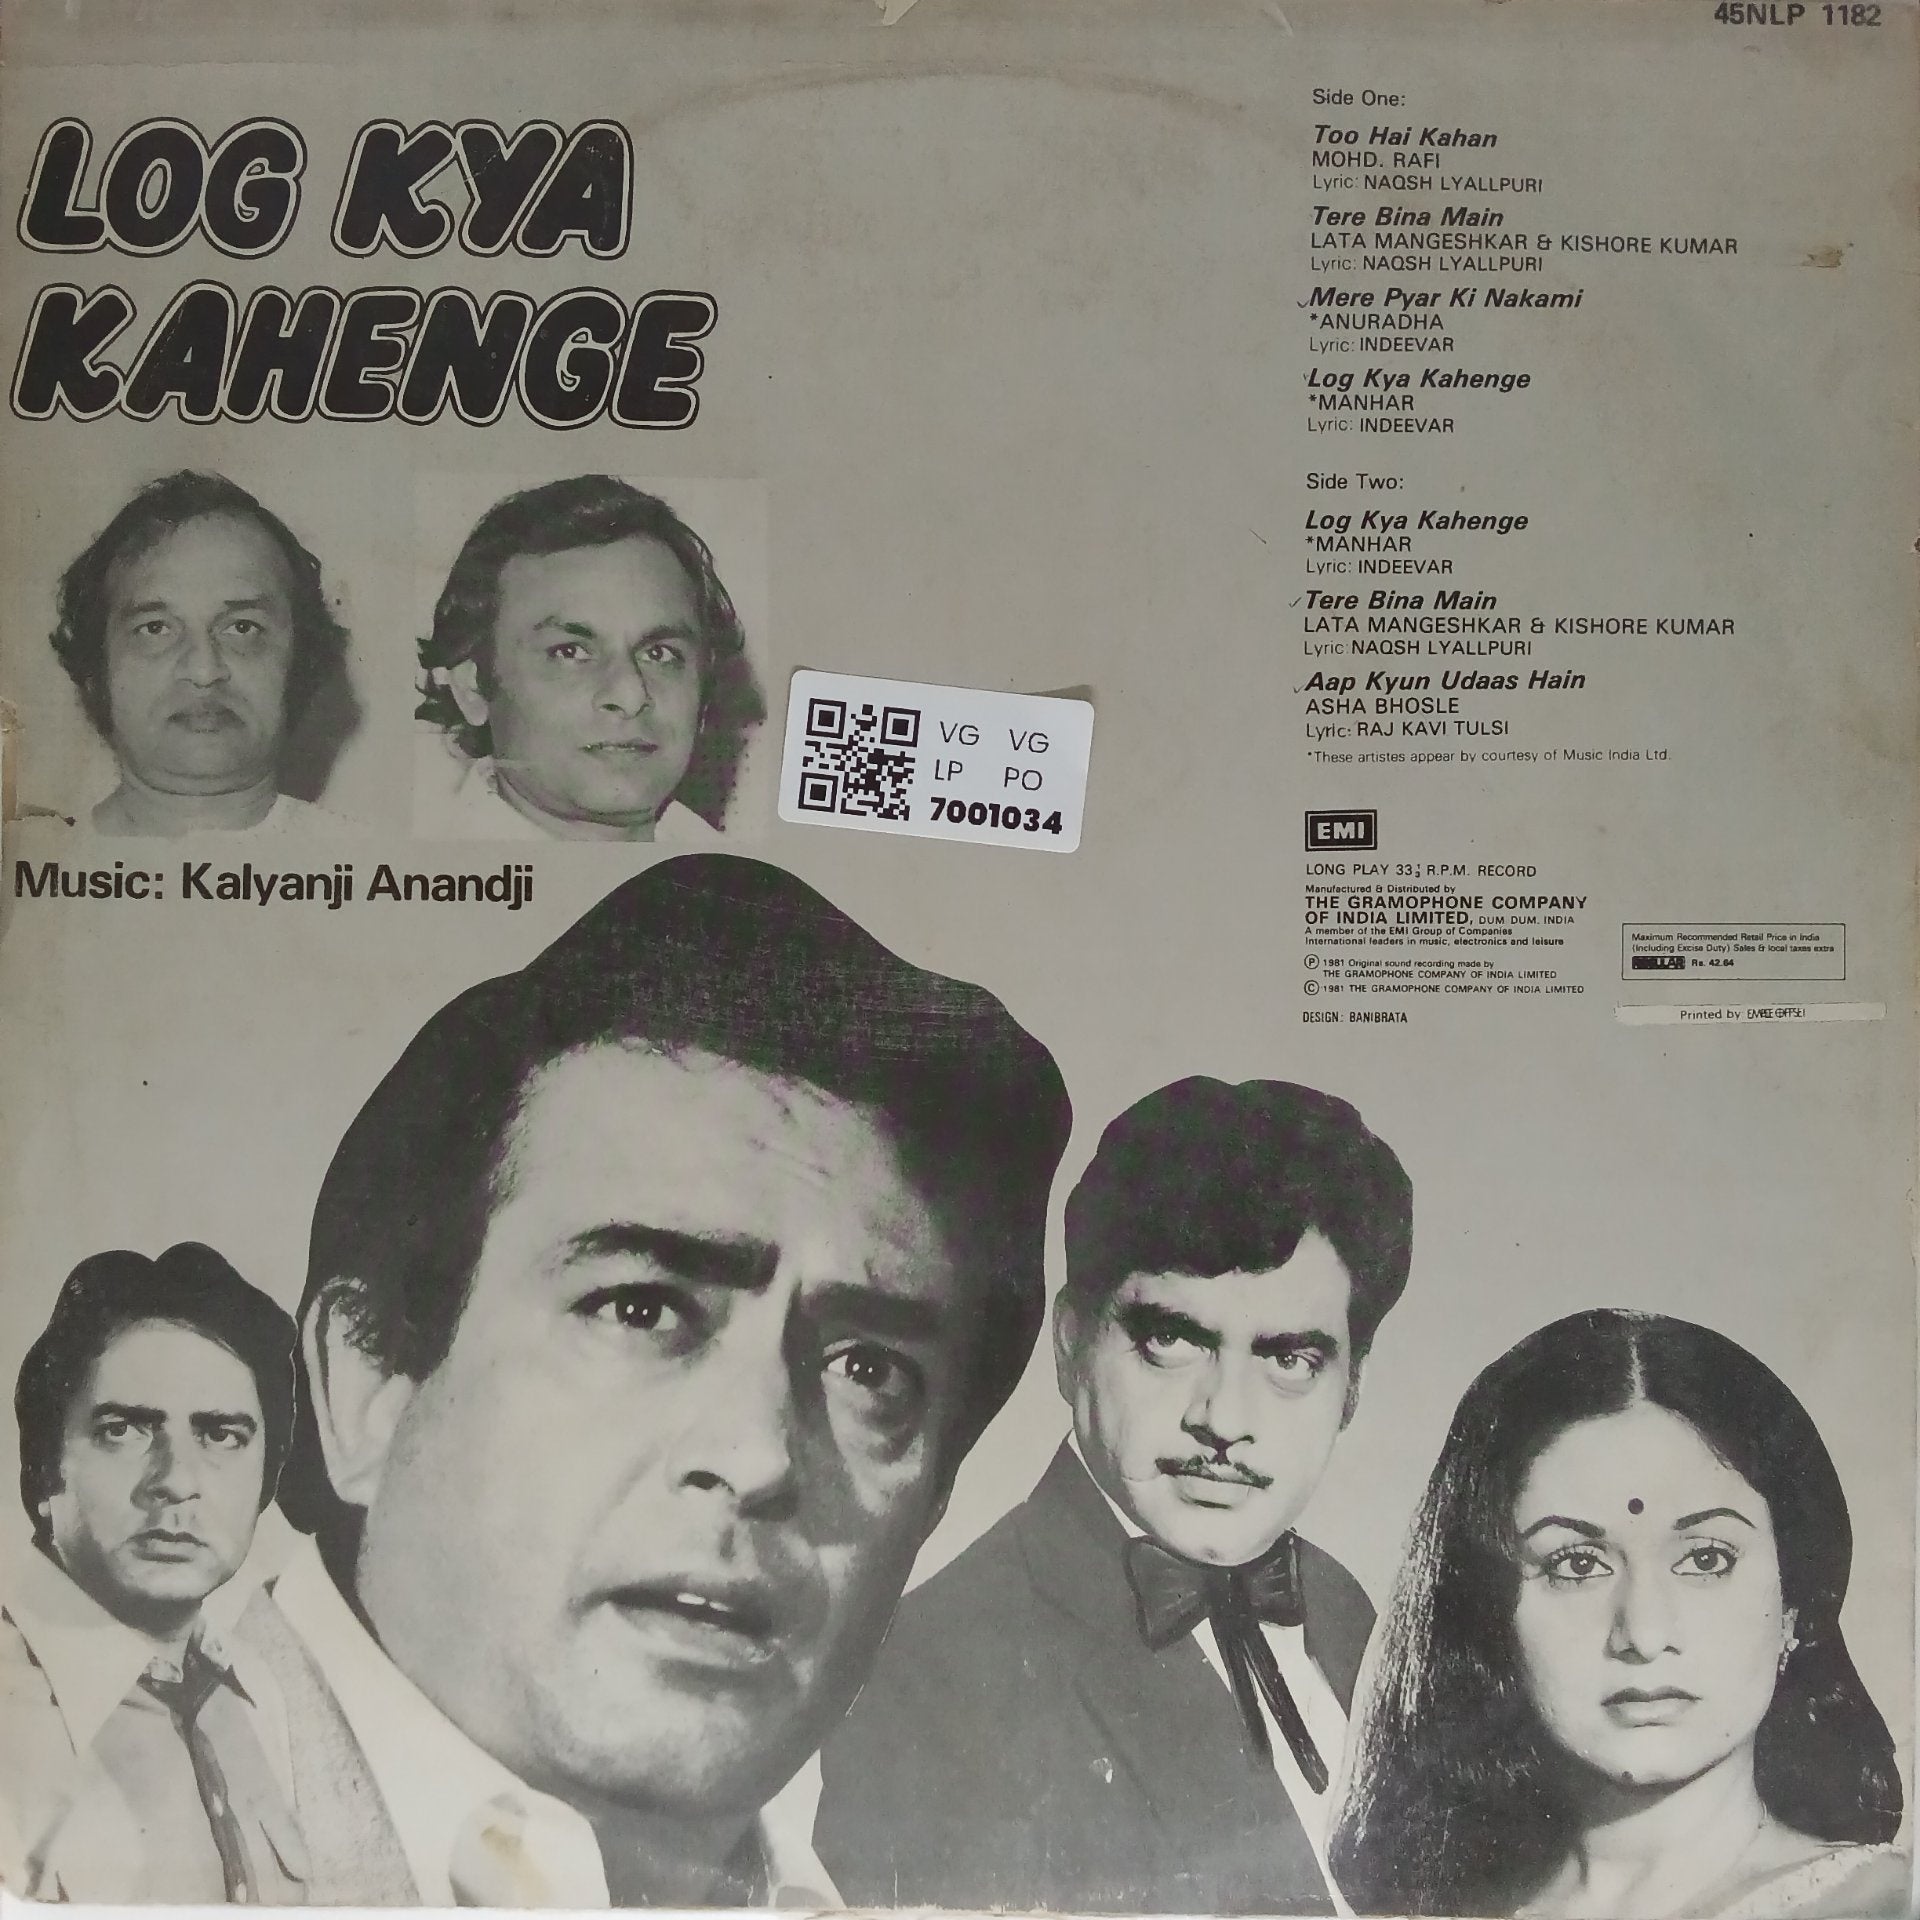 45NLP 1182
LOG KYA
KAHENGE
Music: Kalyanji Anandji
VG VG
LP PO
7001034
Side One:
Too Hai Kahan
MOHD. RAFI
Lyric: NAQSH LYALLPURI
Tere Bina Main
LATA MANGESHKAR & KISHORE KUMAR
Lyric: NAQSH LYALLPURI
Mere Pyar Ki Nakami
*ANURADHA
Lyric: INDEEVAR
Log Kya Kahenge
*MANHAR
Lyric: INDEEVAR
Side Two:
Log Kya Kahenge
*MANHAR
Lyric: INDEEVAR
Tere Bina Main
LATA MANGESHKAR & KISHORE KUMAR
Lyric: NAQSH LYALLPURI
Aap Kyun Udaas Hain
ASHA BHOSLE
Lyric: RAJ KAVI TULSI
*These artistes appear by courtesy of Music India Ltd.
EMI
LONG PLAY 33⅓ R.P.M. RECORD
Manufactured & Distributed by
THE GRAMOPHONE COMPANY
OF INDIA LIMITED, DUM DUM. INDIA
A member of the EMI Group of Companies
International leaders in music, electronics and leisure
℗ 1981 Original sound recording made by
THE GRAMOPHONE COMPANY OF INDIA LIMITED
© 1981 THE GRAMOPHONE COMPANY OF INDIA LIMITED
DESIGN: BANIBRATA
Maximum Recommended Retail Price in India
(Including Excise Duty) Sales & local taxes extra
Rs. 42.64
Printed by